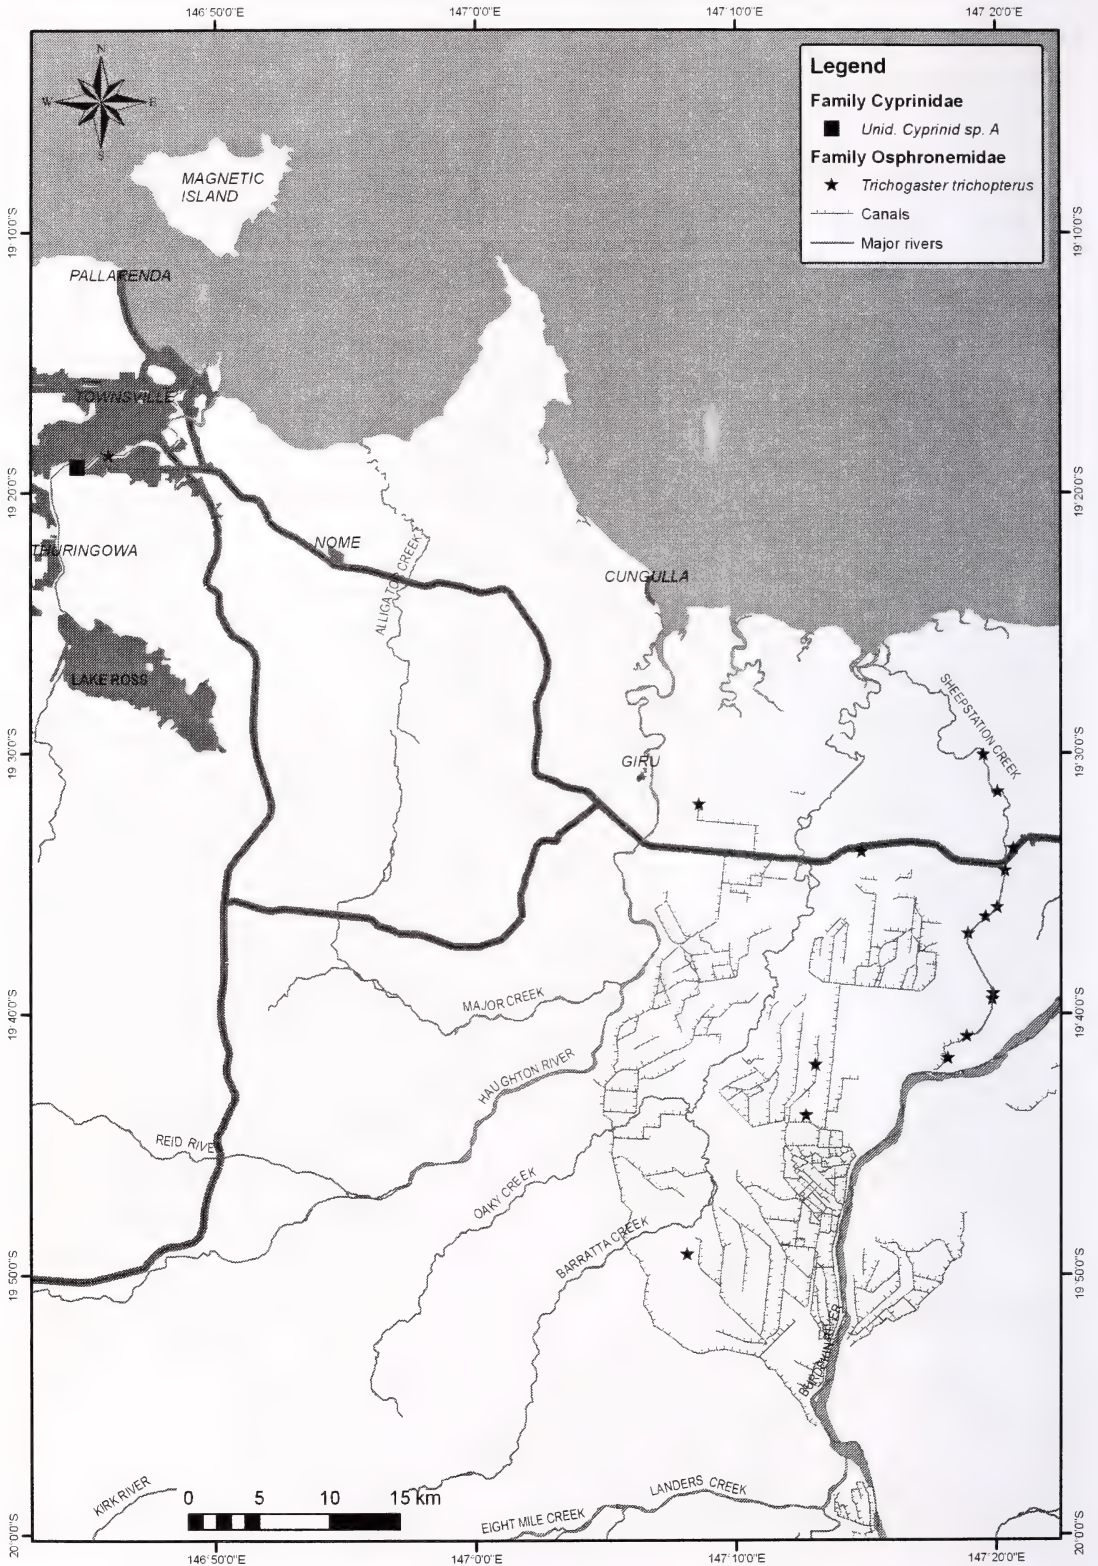 146°50'0"E
147°0'0"E
147°10'0"E
147°20'0"E
N
W
E
S
Legend
Family Cyprinidae
Unid. Cyprinid sp. A
Family Osphronemidae
Trichogaster trichopterus
Canals
Major rivers
MAGNETIC
ISLAND
19°10'0"S
19°10'0"S
PALLARENDA
TOWNSVILLE
19°20'0"S
19°20'0"S
THURINGOWA
NOME
ALLIGATOR CREEK
CUNGULLA
LAKE ROSS
SHEEPSTATION CREEK
19°30'0"S
19°30'0"S
GIRU
MAJOR CREEK
19°40'0"S
19°40'0"S
HAUGHTON RIVER
REID RIVER
OAKY CREEK
BARRATTA CREEK
19°50'0"S
19°50'0"S
BURDEKIN RIVER
KIRK RIVER
0 5 10 15 km
LANDERS CREEK
EIGHT MILE CREEK
20°0'0"S
20°0'0"S
146°50'0"E
147°0'0"E
147°10'0"E
147°20'0"E